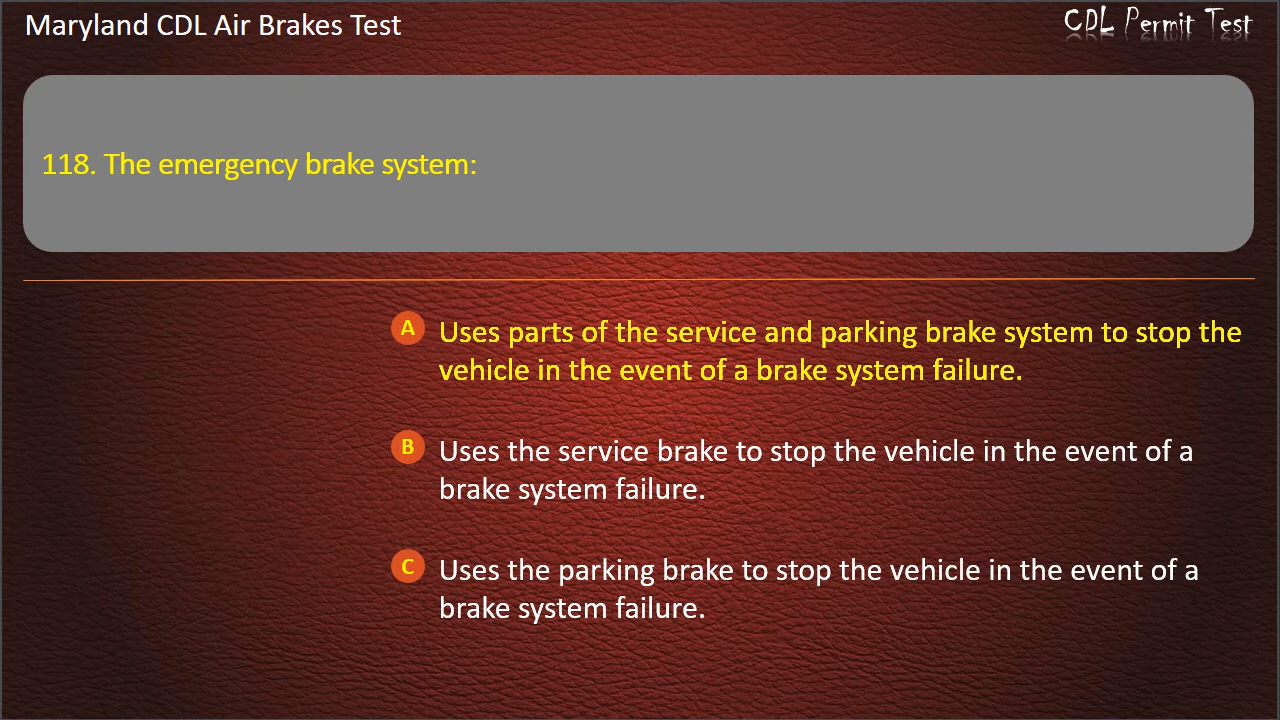 Maryland CDL Air Brakes Test
CDL Permit Test
118. The emergency brake system:
A Uses parts of the service and parking brake system to stop the
vehicle in the event of a brake system failure.
B Uses the service brake to stop the vehicle in the event of a
brake system failure.
C Uses the parking brake to stop the vehicle in the event of a
brake system failure.